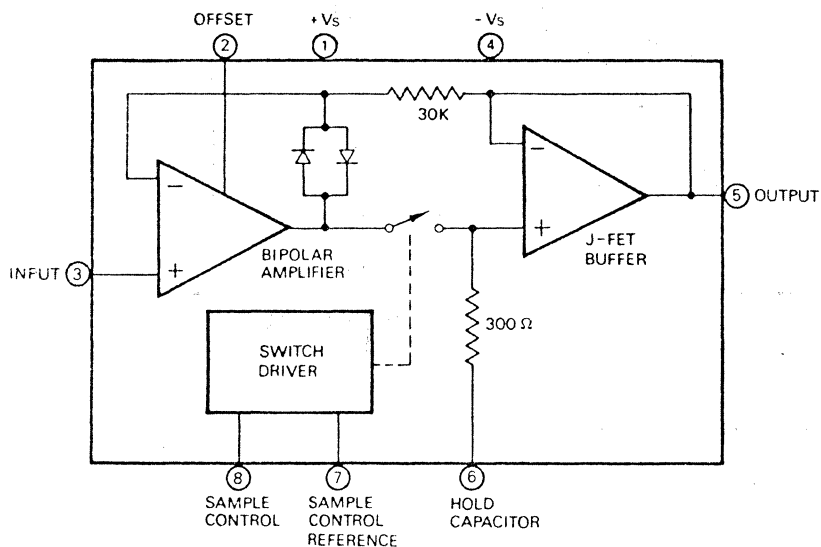 OFFSET
+Vs
-Vs
2
1
4
30K
−
+
BIPOLAR
AMPLIFIER
−
+
J-FET
BUFFER
5 OUTPUT
INFUT 3
300 Ω
SWITCH
DRIVER
8
7
6
SAMPLE
CONTROL
SAMPLE
CONTROL
REFERENCE
HOLD
CAPACITOR